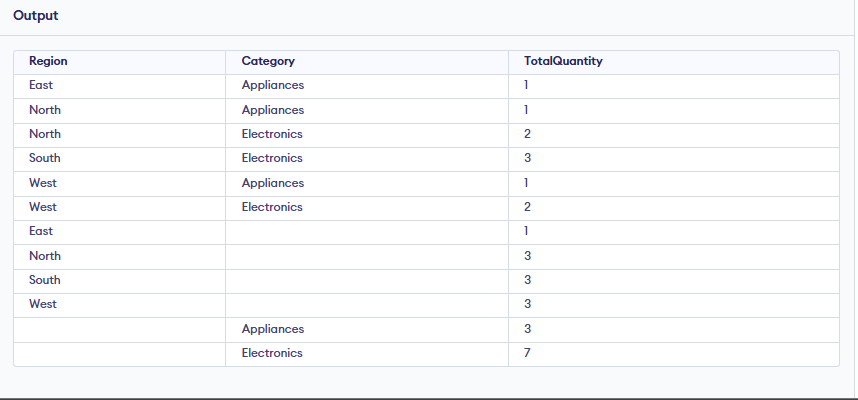 Output
Region Category TotalQuantity
East Appliances 1
North Appliances 1
North Electronics 2
South Electronics 3
West Appliances 1
West Electronics 2
East 1
North 3
South 3
West 3
Appliances 3
Electronics 7